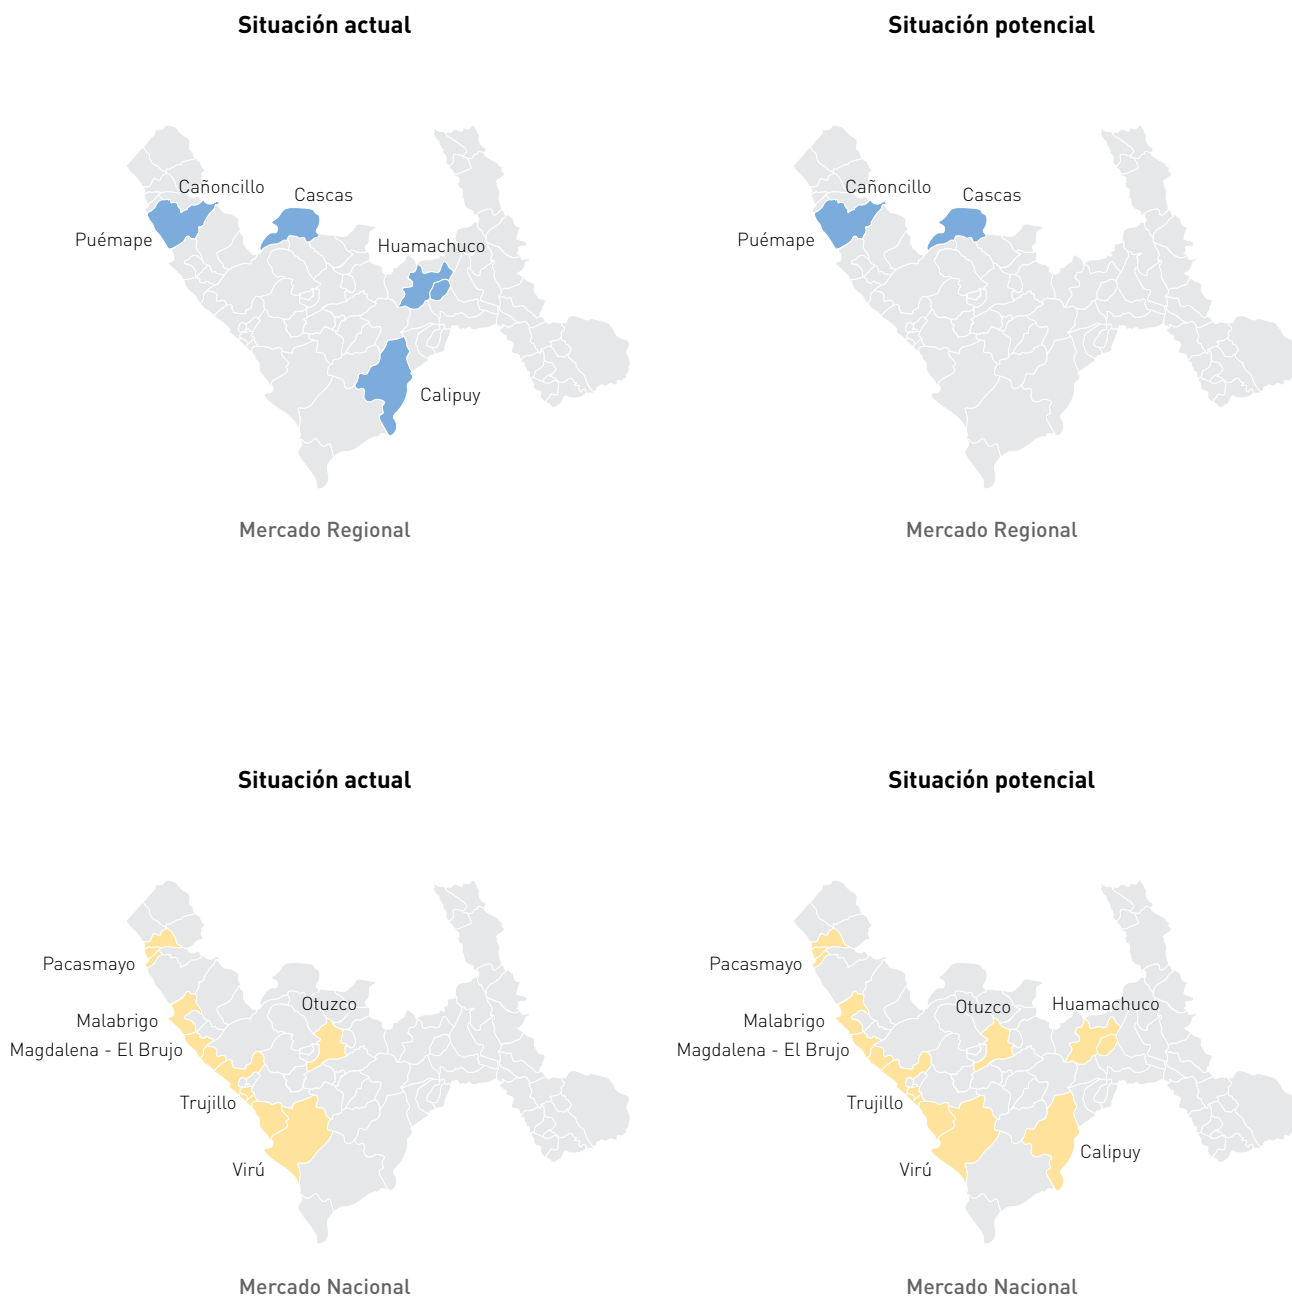 Situación actual
Situación potencial
Cañoncillo
Cascas
Puémape
Huamachuco
Calipuy
Cañoncillo
Cascas
Puémape
Mercado Regional
Mercado Regional
Situación actual
Situación potencial
Pacasmayo
Otuzco
Malabrigo
Magdalena - El Brujo
Trujillo
Virú
Pacasmayo
Otuzco
Huamachuco
Malabrigo
Magdalena - El Brujo
Trujillo
Calipuy
Virú
Mercado Nacional
Mercado Nacional